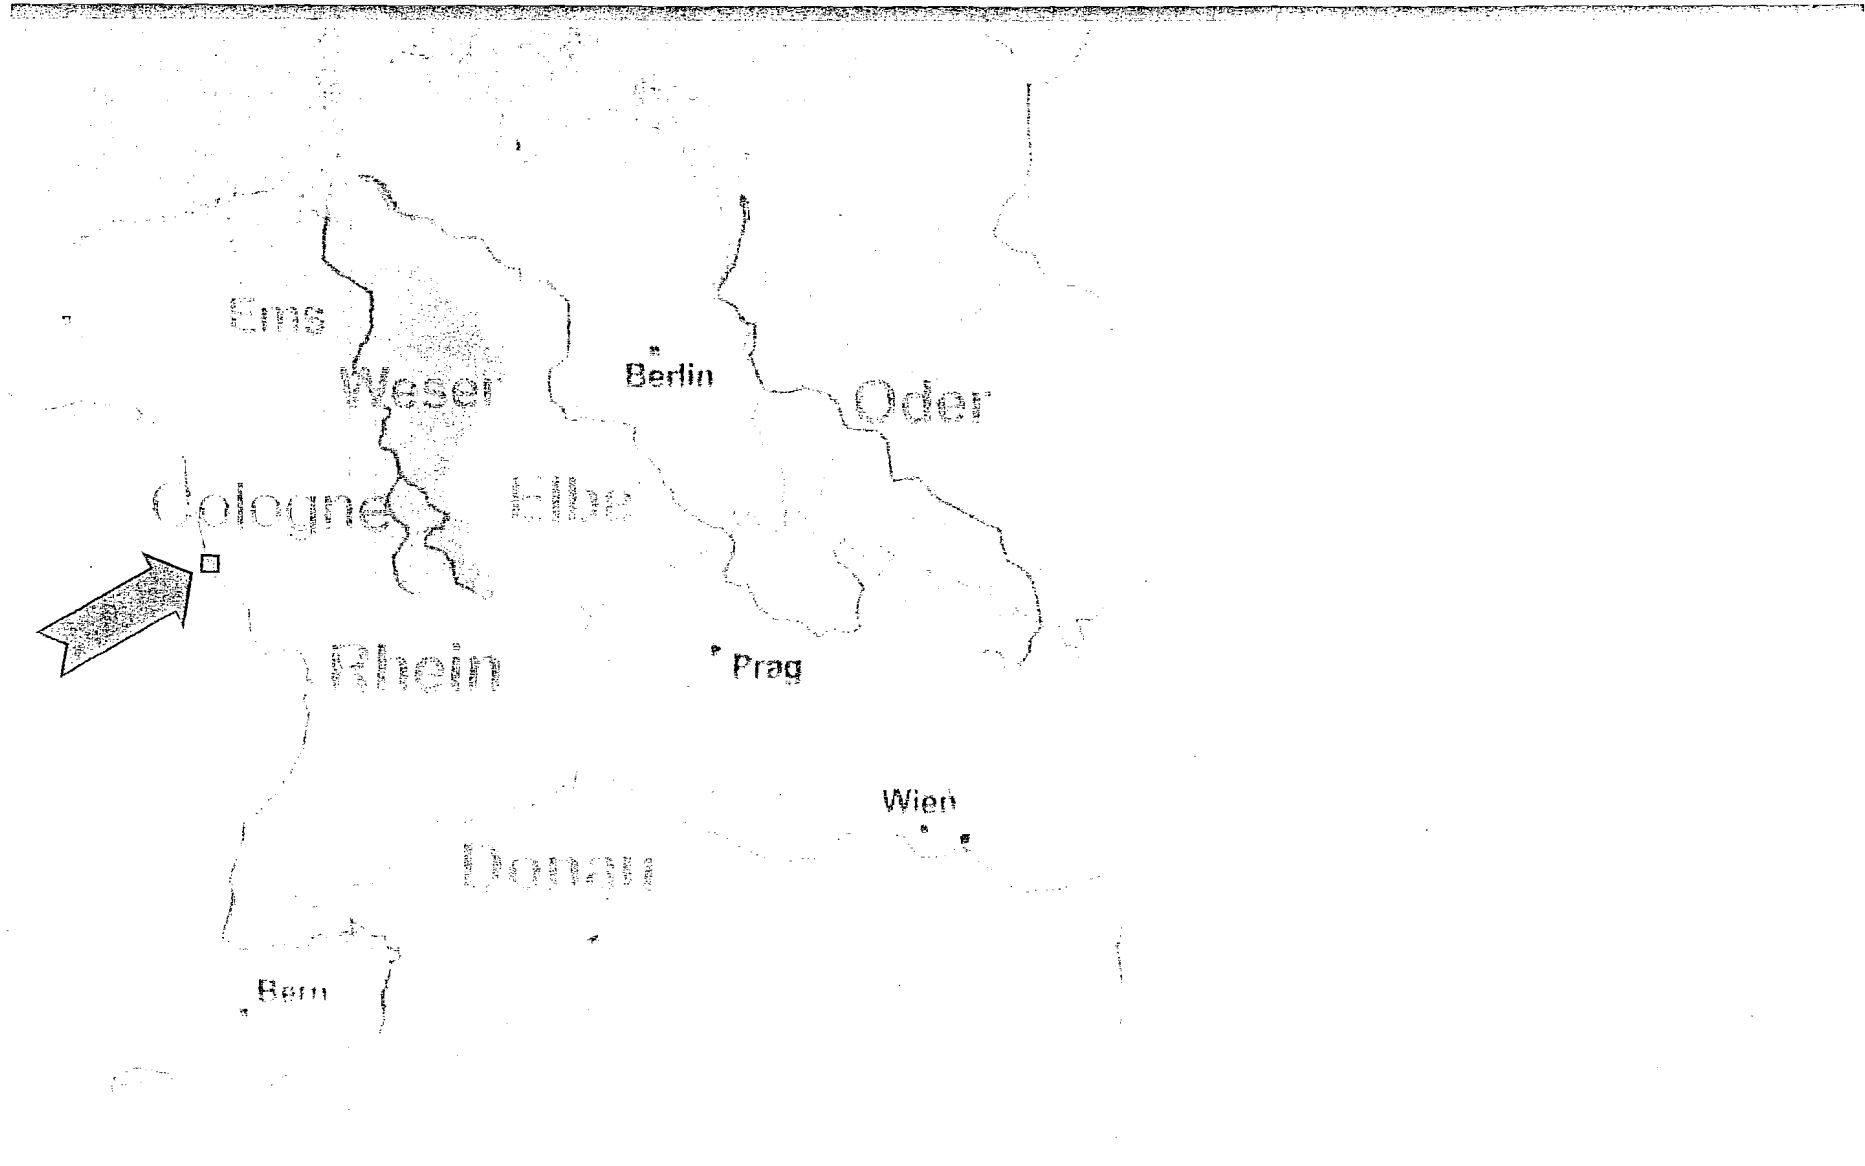 Ems
Weser
Berlin
Oder
Cologne
Elbe
Rhein
Prag
Wien
Donau
Bern